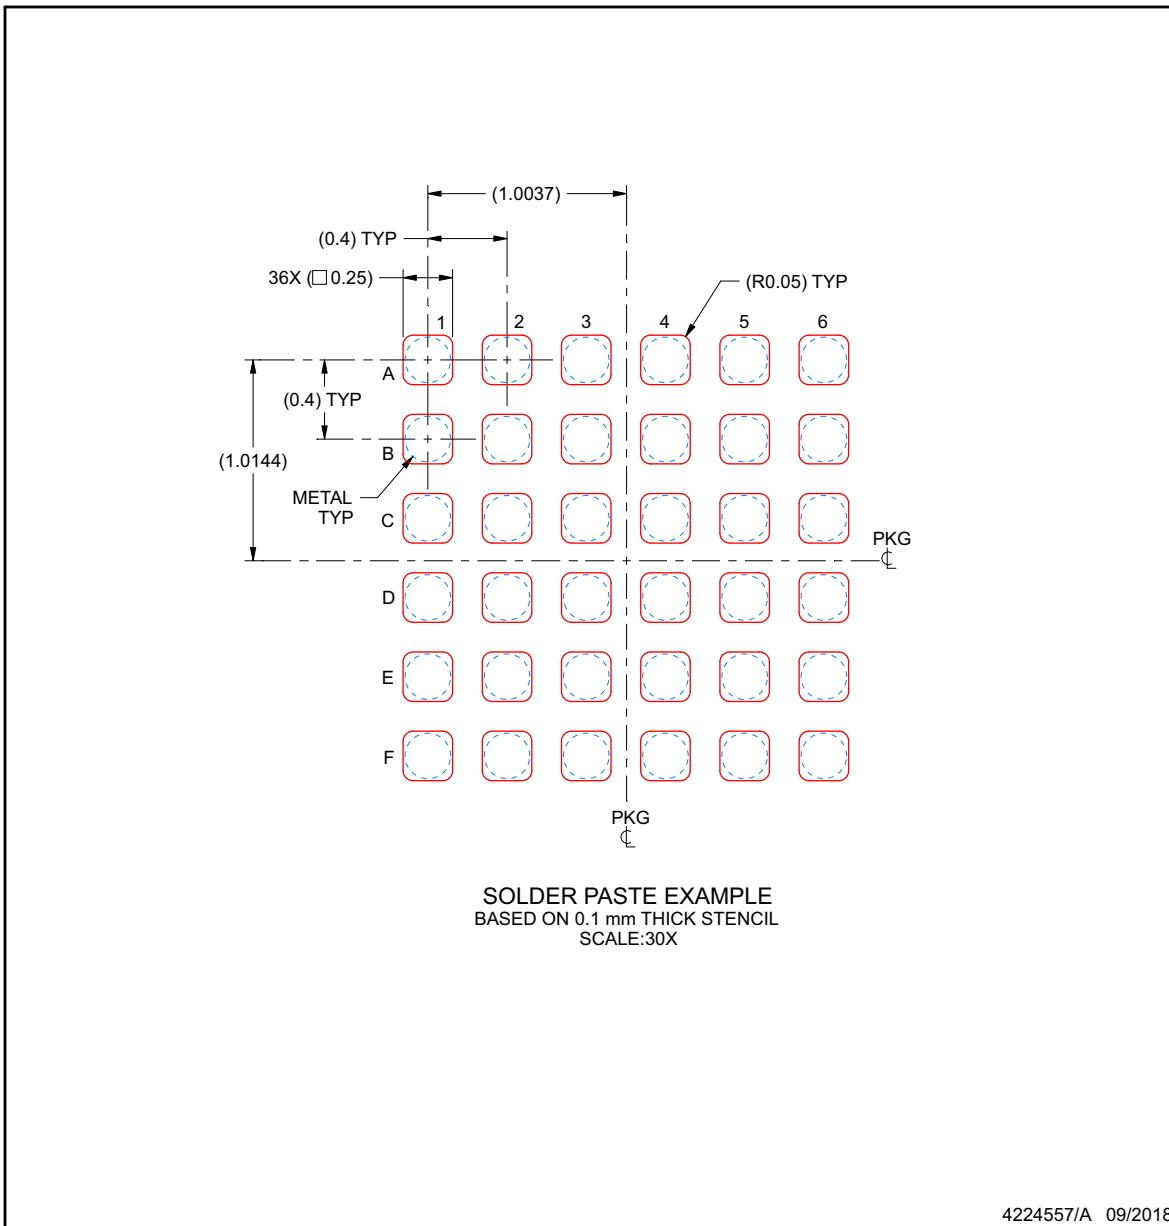 (1.0037)
(0.4) TYP
36X (□ 0.25)
(R0.05) TYP
1 2 3 4 5 6
A
(0.4) TYP
B
(1.0144)
METAL
TYP
C
PKG
℄
D
E
F
PKG
℄
SOLDER PASTE EXAMPLE
BASED ON 0.1 mm THICK STENCIL
SCALE:30X
4224557/A 09/2018